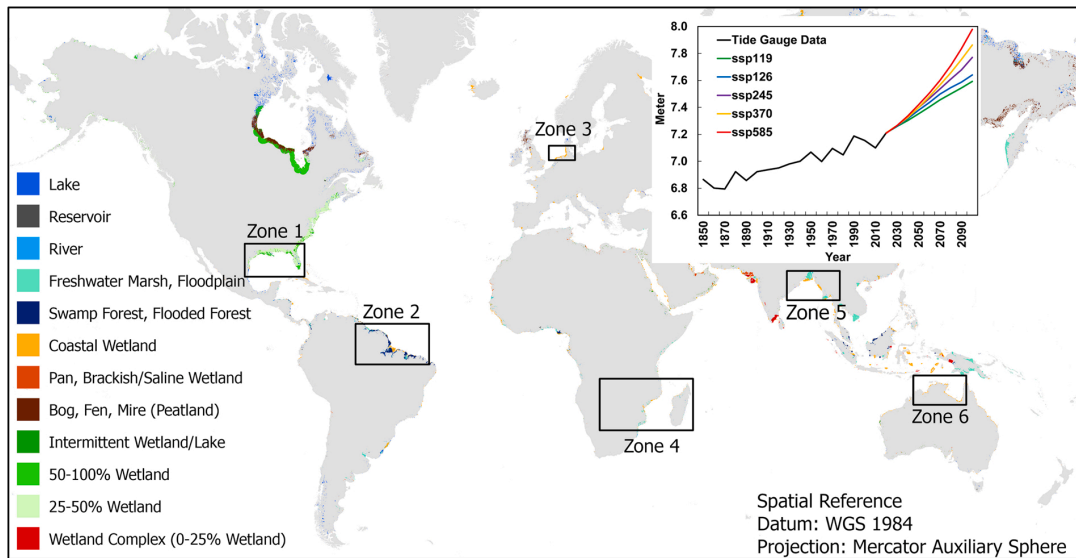 8.0
7.8
7.6
7.4
7.2
7.0
6.8
6.6
Meter
Tide Gauge Data
ssp119
ssp126
ssp245
ssp370
ssp585
1850
1870
1890
1910
1930
1950
1970
1990
2010
2030
2050
2070
2090
Year
Zone 3
Zone 1
Zone 2
Zone 5
Zone 4
Zone 6
Lake
Reservoir
River
Freshwater Marsh, Floodplain
Swamp Forest, Flooded Forest
Coastal Wetland
Pan, Brackish/Saline Wetland
Bog, Fen, Mire (Peatland)
Intermittent Wetland/Lake
50-100% Wetland
25-50% Wetland
Wetland Complex (0-25% Wetland)
Spatial Reference
Datum: WGS 1984
Projection: Mercator Auxiliary Sphere